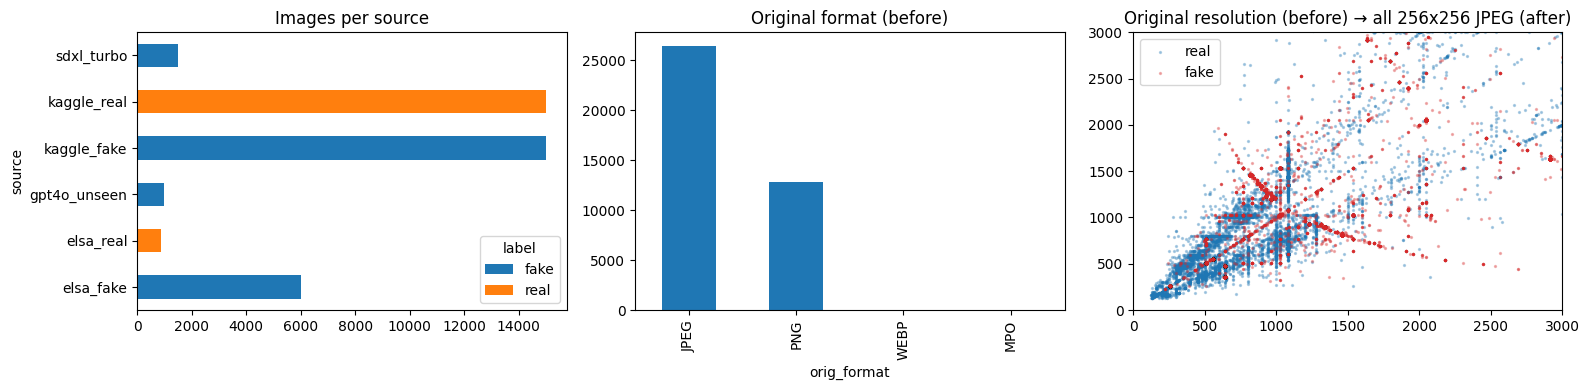 Images per source
source
sdxl_turbo
kaggle_real
kaggle_fake
gpt4o_unseen
elsa_real
elsa_fake
label
fake
real
0 2000 4000 6000 8000 10000 12000 14000
Original format (before)
25000
20000
15000
10000
5000
0
JPEG
PNG
WEBP
MPO
orig_format
Original resolution (before) → all 256x256 JPEG (after)
real
fake
3000
2500
2000
1500
1000
500
0
0 500 1000 1500 2000 2500 3000